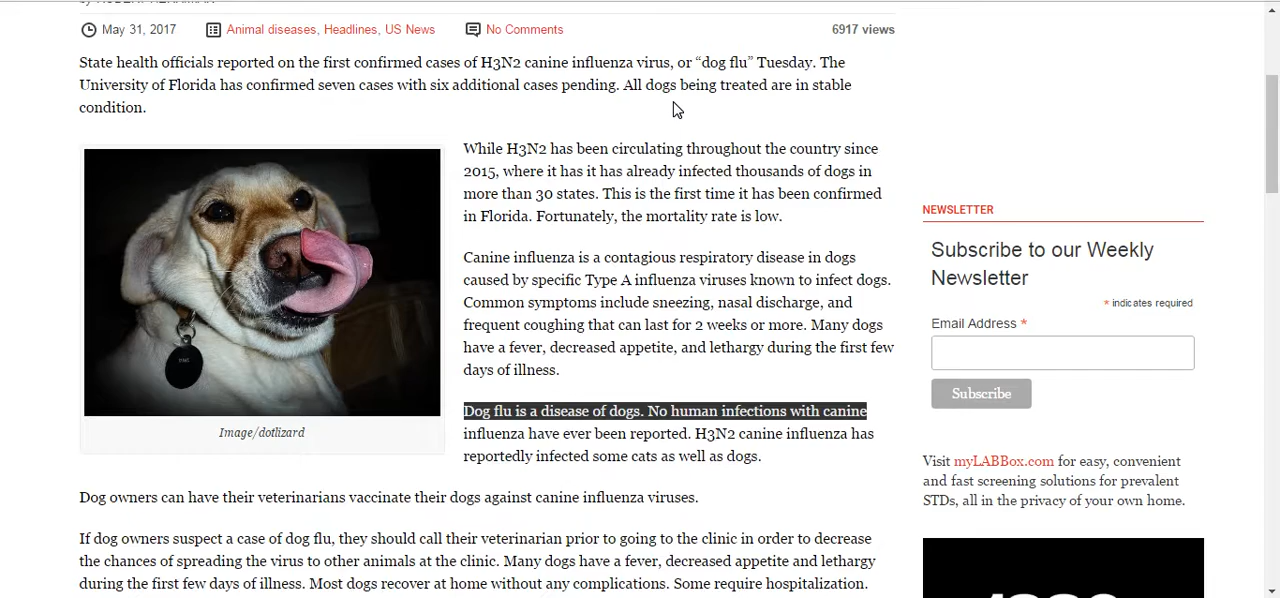 May 31, 2017 Animal diseases, Headlines, US News No Comments 6917 views
State health officials reported on the first confirmed cases of H3N2 canine influenza virus, or “dog flu” Tuesday. The
University of Florida has confirmed seven cases with six additional cases pending. All dogs being treated are in stable
condition.
While H3N2 has been circulating throughout the country since
2015, where it has it has already infected thousands of dogs in
more than 30 states. This is the first time it has been confirmed
in Florida. Fortunately, the mortality rate is low.
Canine influenza is a contagious respiratory disease in dogs
caused by specific Type A influenza viruses known to infect dogs.
Common symptoms include sneezing, nasal discharge, and
frequent coughing that can last for 2 weeks or more. Many dogs
have a fever, decreased appetite, and lethargy during the first few
days of illness.
Dog flu is a disease of dogs. No human infections with canine
influenza have ever been reported. H3N2 canine influenza has
reportedly infected some cats as well as dogs.
Image/dotlizard
Dog owners can have their veterinarians vaccinate their dogs against canine influenza viruses.
If dog owners suspect a case of dog flu, they should call their veterinarian prior to going to the clinic in order to decrease
the chances of spreading the virus to other animals at the clinic. Many dogs have a fever, decreased appetite and lethargy
during the first few days of illness. Most dogs recover at home without any complications. Some require hospitalization.
NEWSLETTER
Subscribe to our Weekly
Newsletter
* indicates required
Email Address *
Subscribe
Visit myLABBox.com for easy, convenient
and fast screening solutions for prevalent
STDs, all in the privacy of your own home.